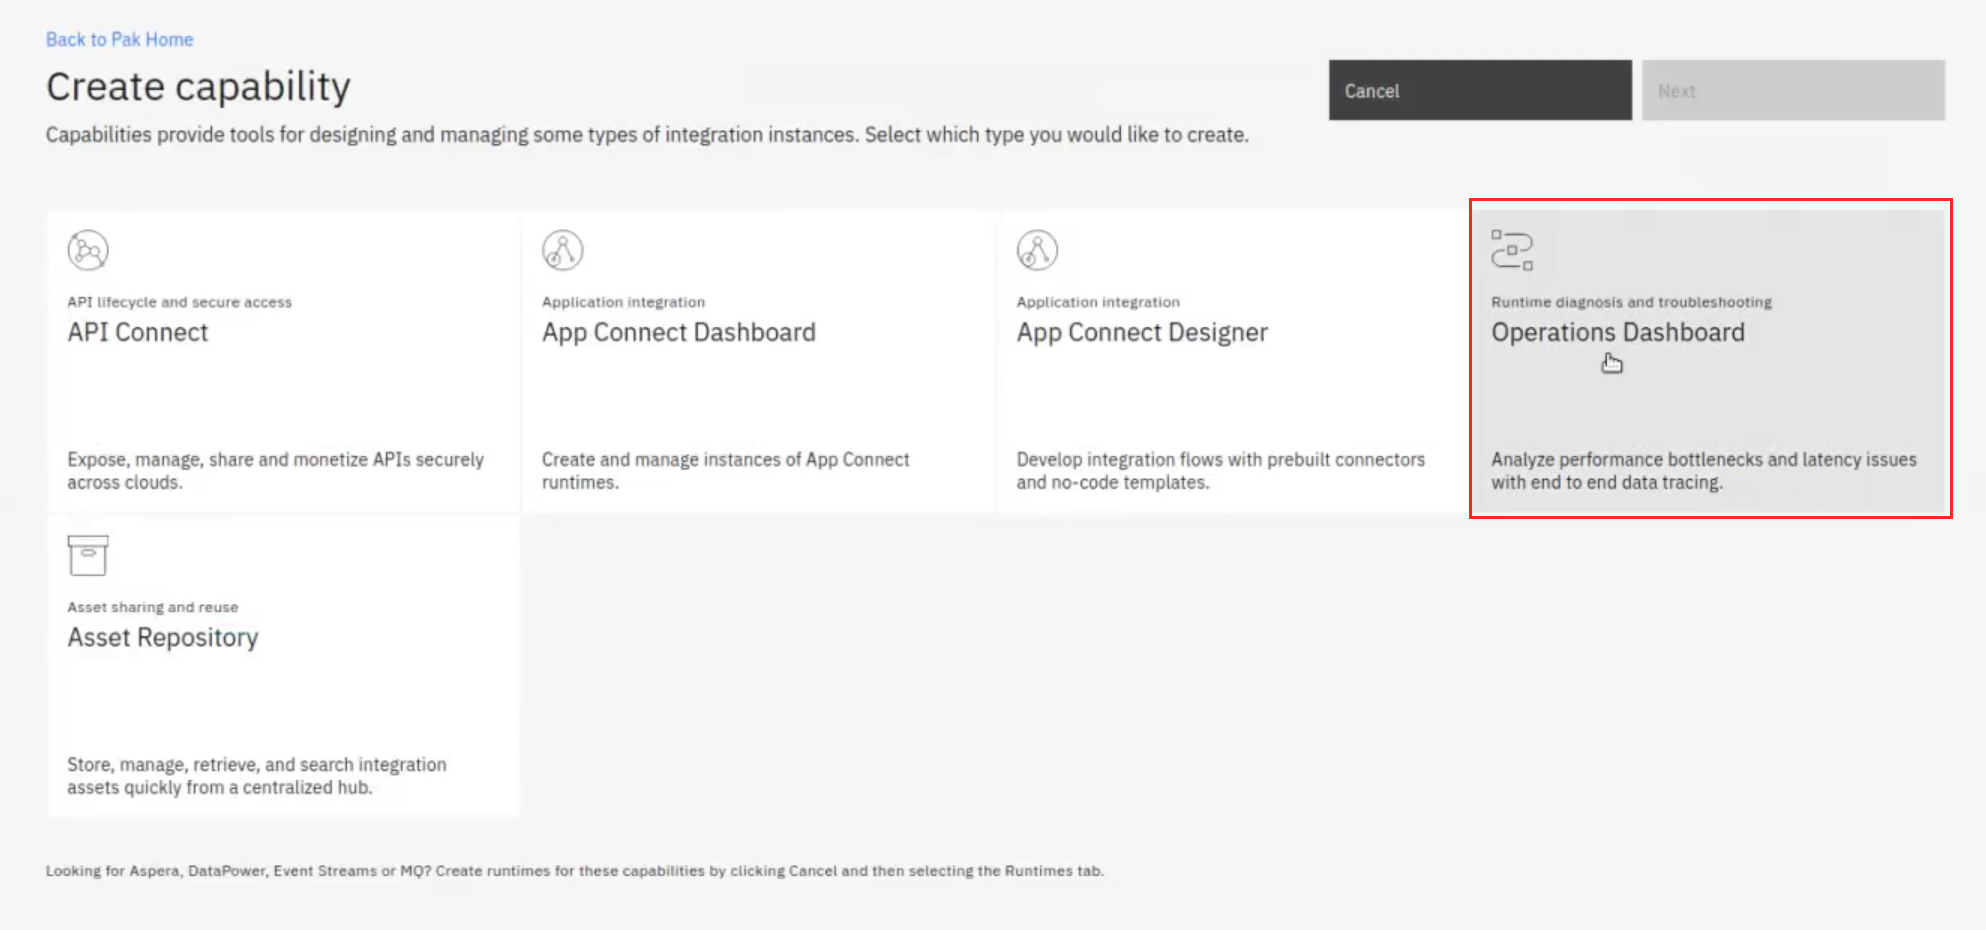 Back to Pak Home
Create capability
Cancel
Next
Capabilities provide tools for designing and managing some types of integration instances. Select which type you would like to create.
API lifecycle and secure access
API Connect
Expose, manage, share and monetize APIs securely
across clouds.
Application integration
App Connect Dashboard
Create and manage instances of App Connect
runtimes.
Application integration
App Connect Designer
Develop integration flows with prebuilt connectors
and no-code templates.
Runtime diagnosis and troubleshooting
Operations Dashboard
Analyze performance bottlenecks and latency issues
with end to end data tracing.
Asset sharing and reuse
Asset Repository
Store, manage, retrieve, and search integration
assets quickly from a centralized hub.
Looking for Aspera, DataPower, Event Streams or MQ? Create runtimes for these capabilities by clicking Cancel and then selecting the Runtimes tab.